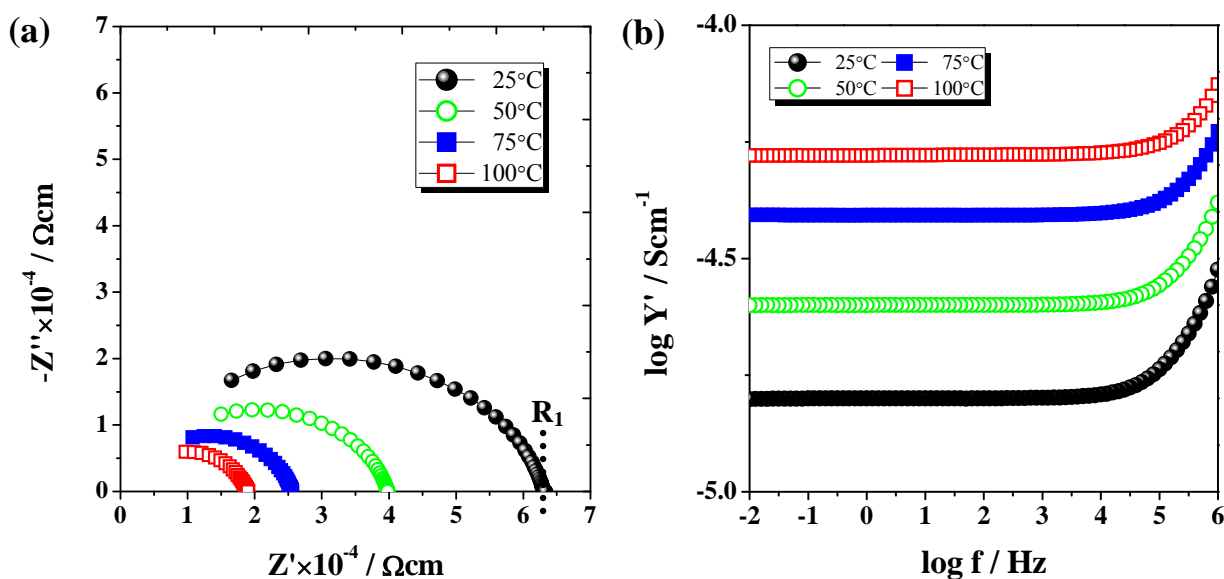 (a)
7
6
5
4
3
2
1
0
-Z''×10⁻⁴ / Ωcm
25°C
50°C
75°C
100°C
R₁
0 1 2 3 4 5 6 7
Z'×10⁻⁴ / Ωcm
(b)
-4.0
-4.5
-5.0
log Y' / Scm⁻¹
25°C 75°C
50°C 100°C
-2 -1 0 1 2 3 4 5 6
log f / Hz